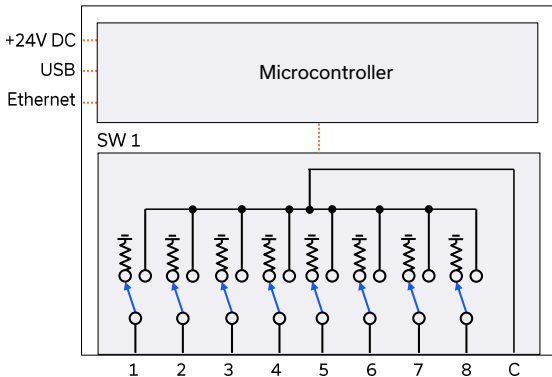 +24V DC
USB
Microcontroller
Ethernet
SW 1
1 2 3 4 5 6 7 8 C